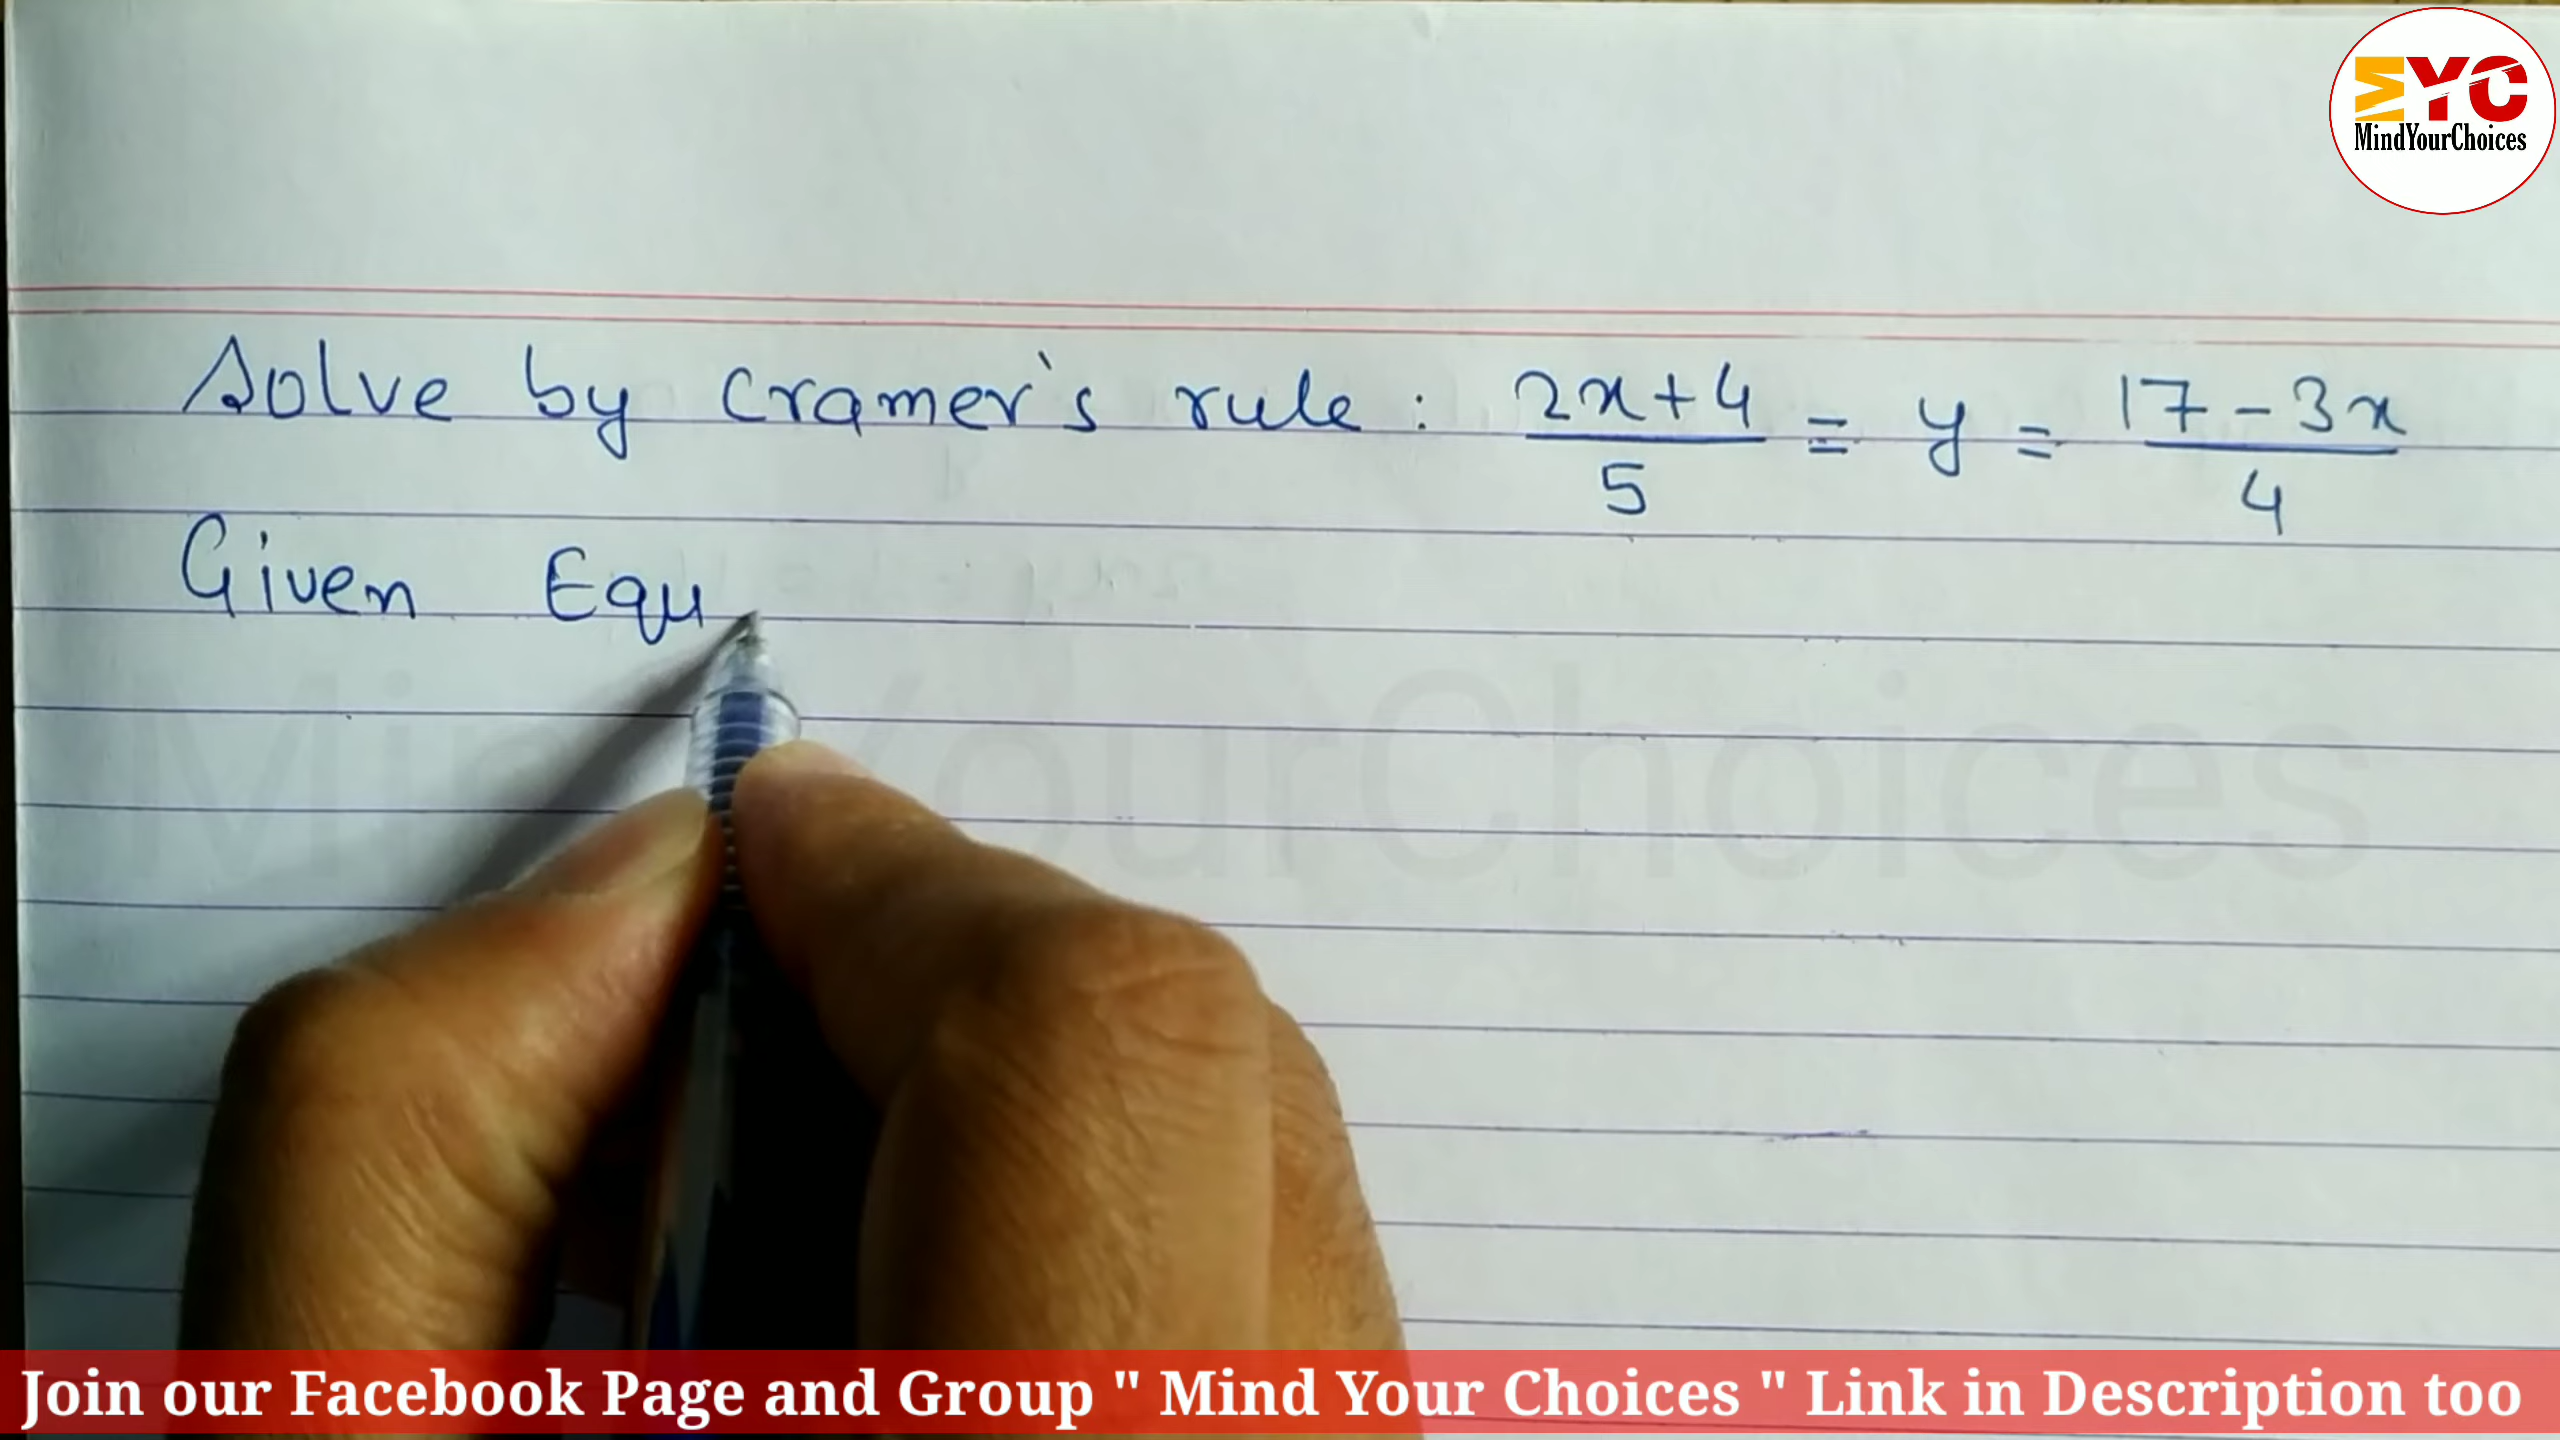 MYC
MindYourChoices
Solve by Cramer's rule : 2x+4/5 = y = 17-3x/4
Given Equ
MindYourChoices
Join our Facebook Page and Group " Mind Your Choices " Link in Description too